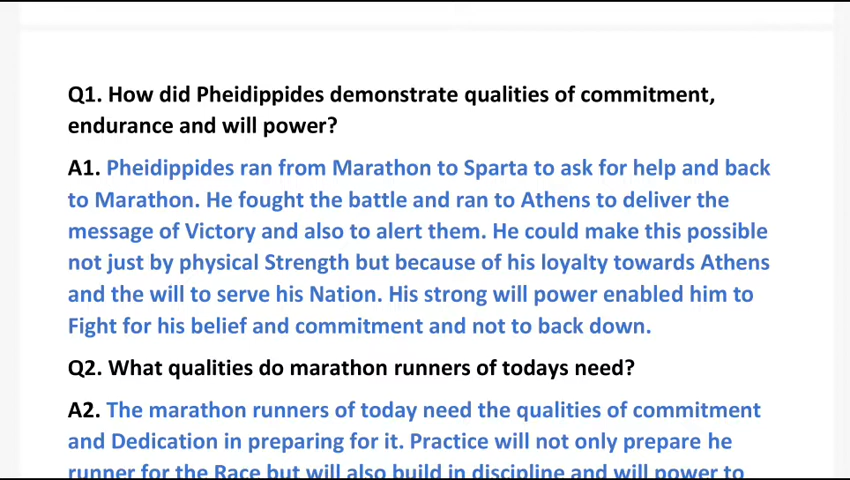 Q1. How did Pheidippides demonstrate qualities of commitment,
endurance and will power?
A1. Pheidippides ran from Marathon to Sparta to ask for help and back
to Marathon. He fought the battle and ran to Athens to deliver the
message of Victory and also to alert them. He could make this possible
not just by physical Strength but because of his loyalty towards Athens
and the will to serve his Nation. His strong will power enabled him to
Fight for his belief and commitment and not to back down.
Q2. What qualities do marathon runners of todays need?
A2. The marathon runners of today need the qualities of commitment
and Dedication in preparing for it. Practice will not only prepare he
runner for the Race but will also build in discipline and will power to